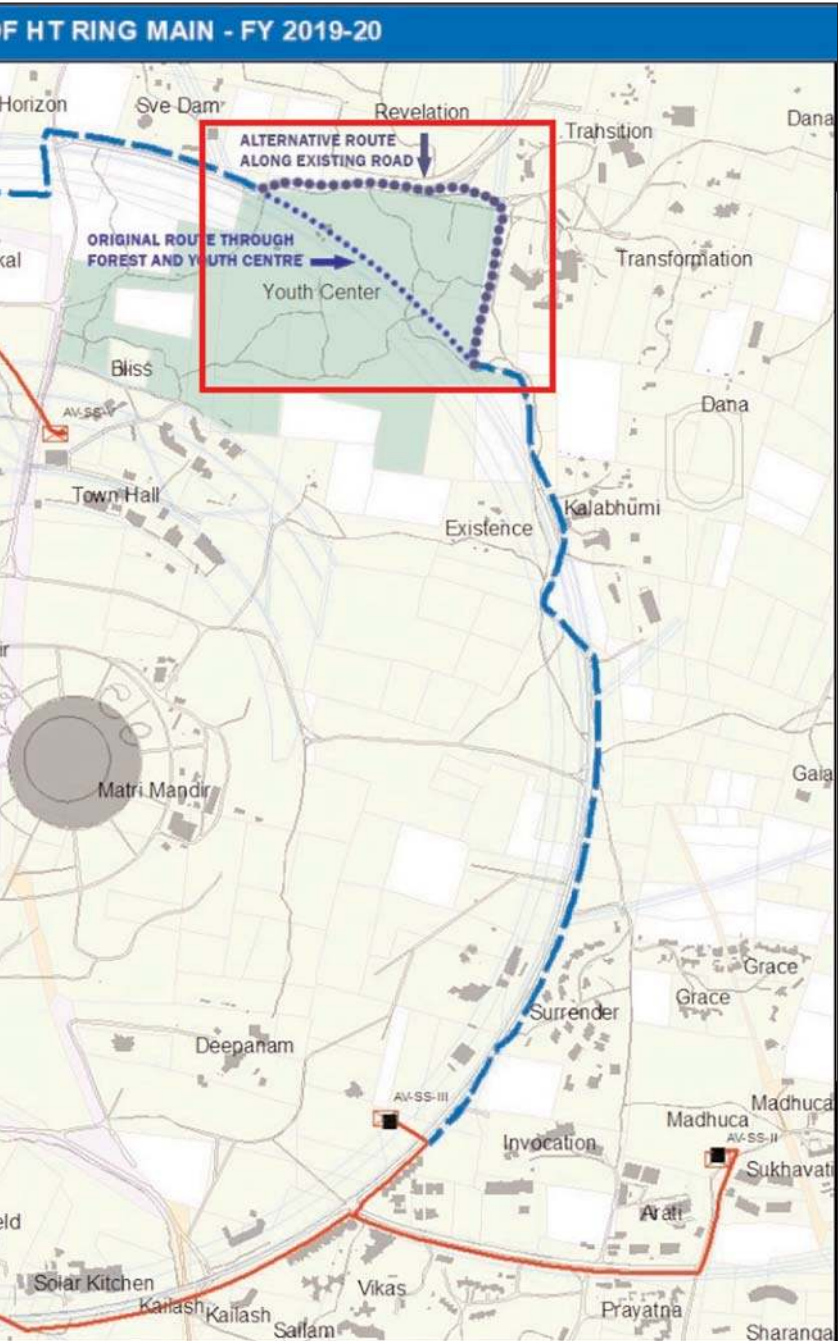 OF HT RING MAIN - FY 2019-20
Horizon
Sve Dam
Revelation
Transition
Dana
ALTERNATIVE ROUTE
ALONG EXISTING ROAD
ORIGINAL ROUTE THROUGH
FOREST AND YOUTH CENTRE
kal
Transformation
Youth Center
Bliss
AV-SS-V
Dana
Town Hall
Kalabhumi
Existence
ir
Matri Mandir
Gaia
Grace
Grace
Surrender
Deepanam
AV-SS-III
Madhuca
Madhuca
Invocation
AV-SS-II
Sukhavati
Arati
eld
Solar Kitchen
Vikas
Kailash
Kailash
Prayatna
Sailam
Sharanga